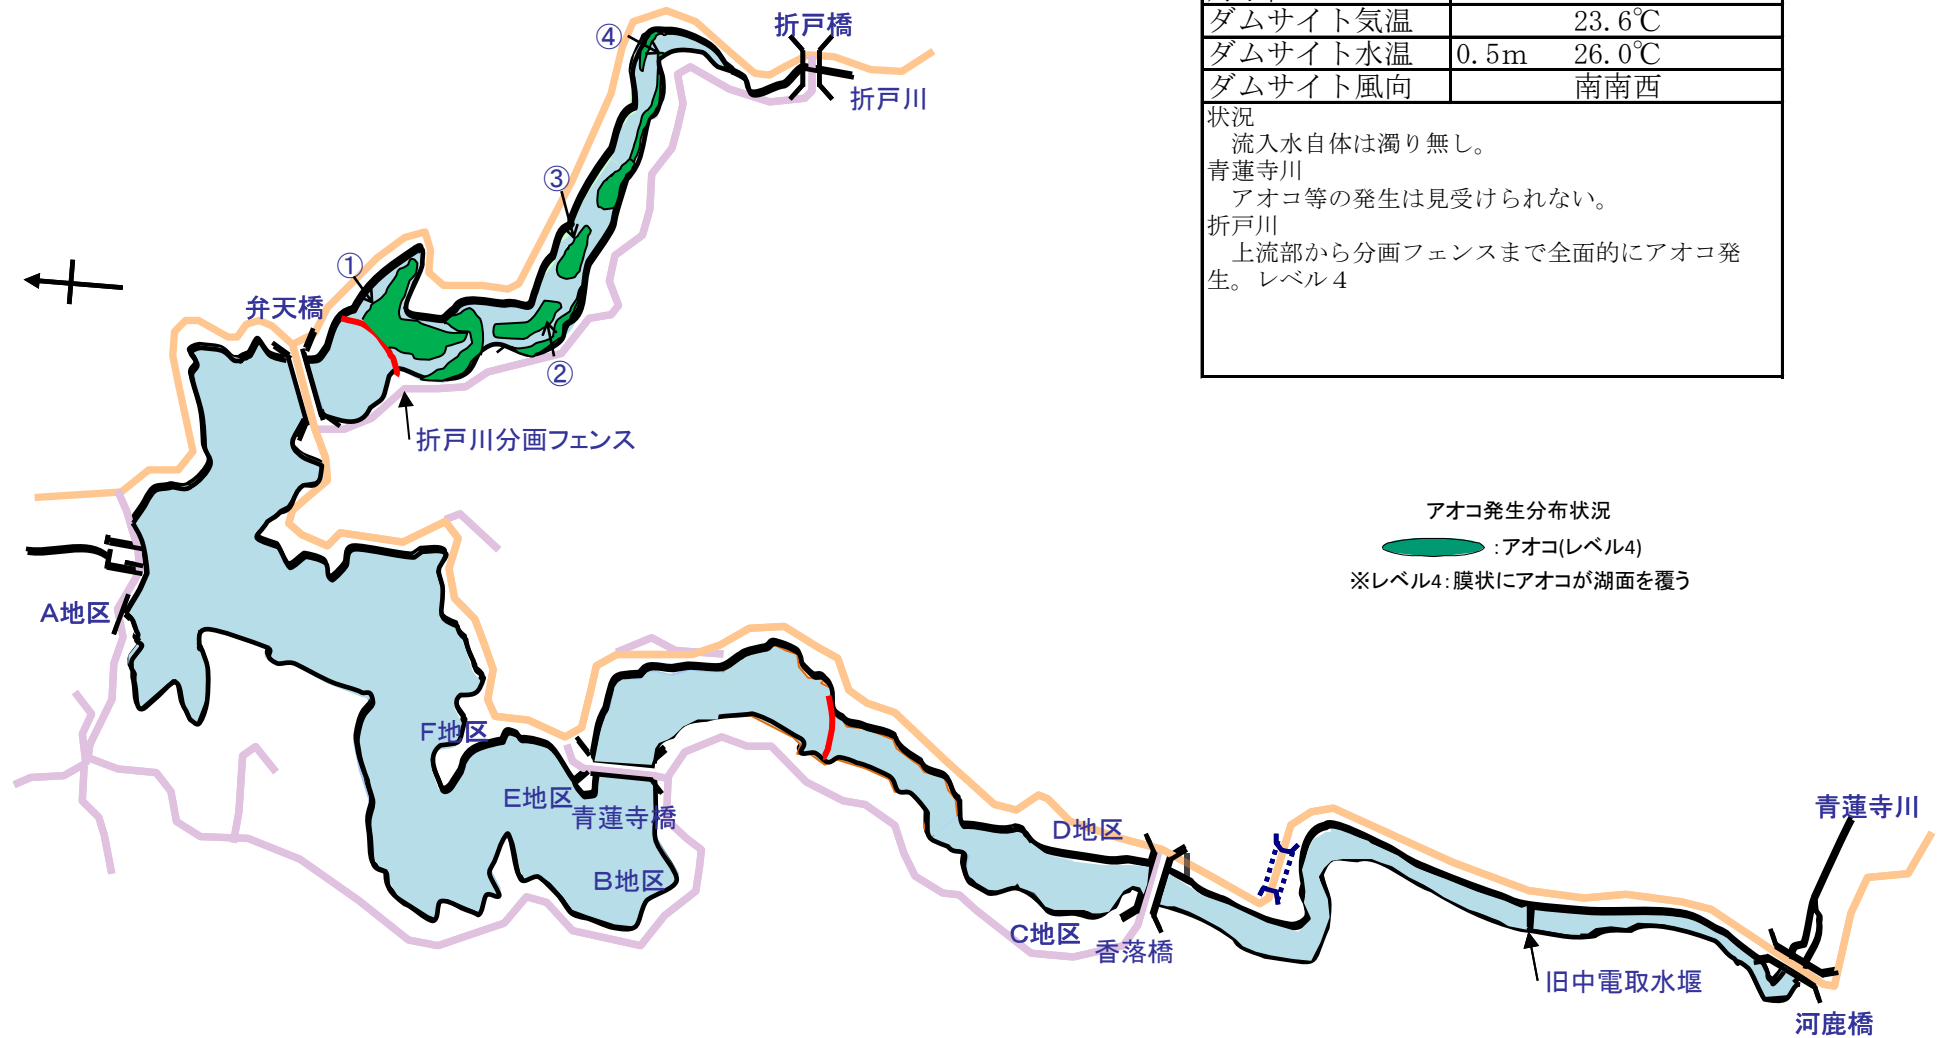 ダムサイト気温 23.6℃
ダムサイト水温 0.5m 26.0℃
ダムサイト風向 南南西
状況
流入水自体は濁り無し。
青蓮寺川
アオコ等の発生は見受けられない。
折戸川
上流部から分画フェンスまで全面的にアオコ発
生。レベル４
折戸橋
④
折戸川
③
①
弁天橋
②
折戸川分画フェンス
アオコ発生分布状況
：アオコ(レベル4)
※レベル4：膜状にアオコが湖面を覆う
A地区
F地区
E地区
青蓮寺橋
B地区
D地区
C地区
香落橋
青蓮寺川
旧中電取水堰
河鹿橋